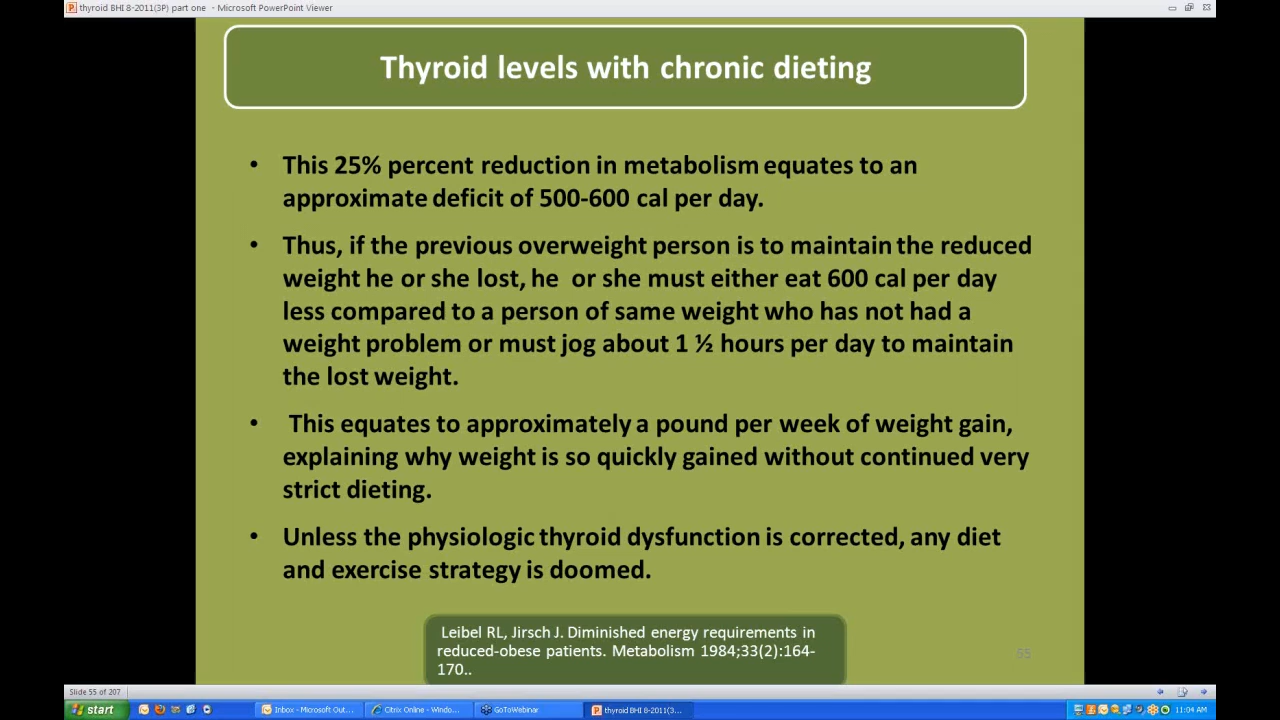 thyroid BHI 8-2011(3P) part one - Microsoft PowerPoint Viewer
Thyroid levels with chronic dieting
• This 25% percent reduction in metabolism equates to an
approximate deficit of 500-600 cal per day.
• Thus, if the previous overweight person is to maintain the reduced
weight he or she lost, he or she must either eat 600 cal per day
less compared to a person of same weight who has not had a
weight problem or must jog about 1 ½ hours per day to maintain
the lost weight.
• This equates to approximately a pound per week of weight gain,
explaining why weight is so quickly gained without continued very
strict dieting.
• Unless the physiologic thyroid dysfunction is corrected, any diet
and exercise strategy is doomed.
Leibel RL, Jirsch J. Diminished energy requirements in
reduced-obese patients. Metabolism 1984;33(2):164-
170..
55
Slide 55 of 207
start
Inbox - Microsoft Out...
Citrix Online - Windo...
GoToWebinar
thyroid BHI 8-2011(3...
11:04 AM